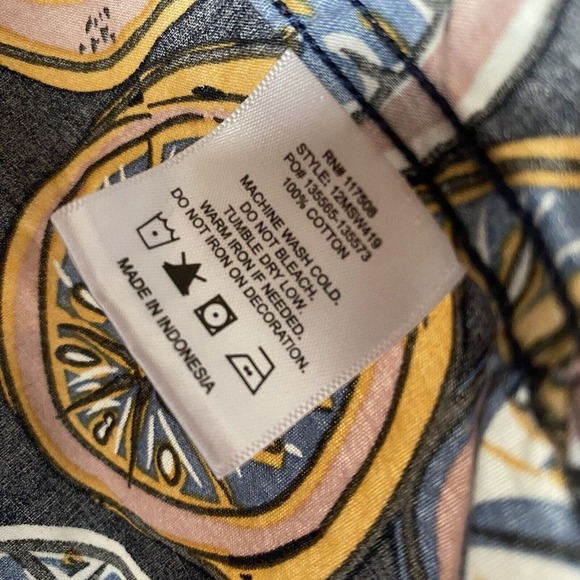 RN# 117508
STYLE: 12MSW419
PO# 135565-135573
100% COTTON
MACHINE WASH COLD.
DO NOT BLEACH.
TUMBLE DRY LOW.
WARM IRON IF NEEDED.
DO NOT IRON ON DECORATION.
MADE IN INDONESIA